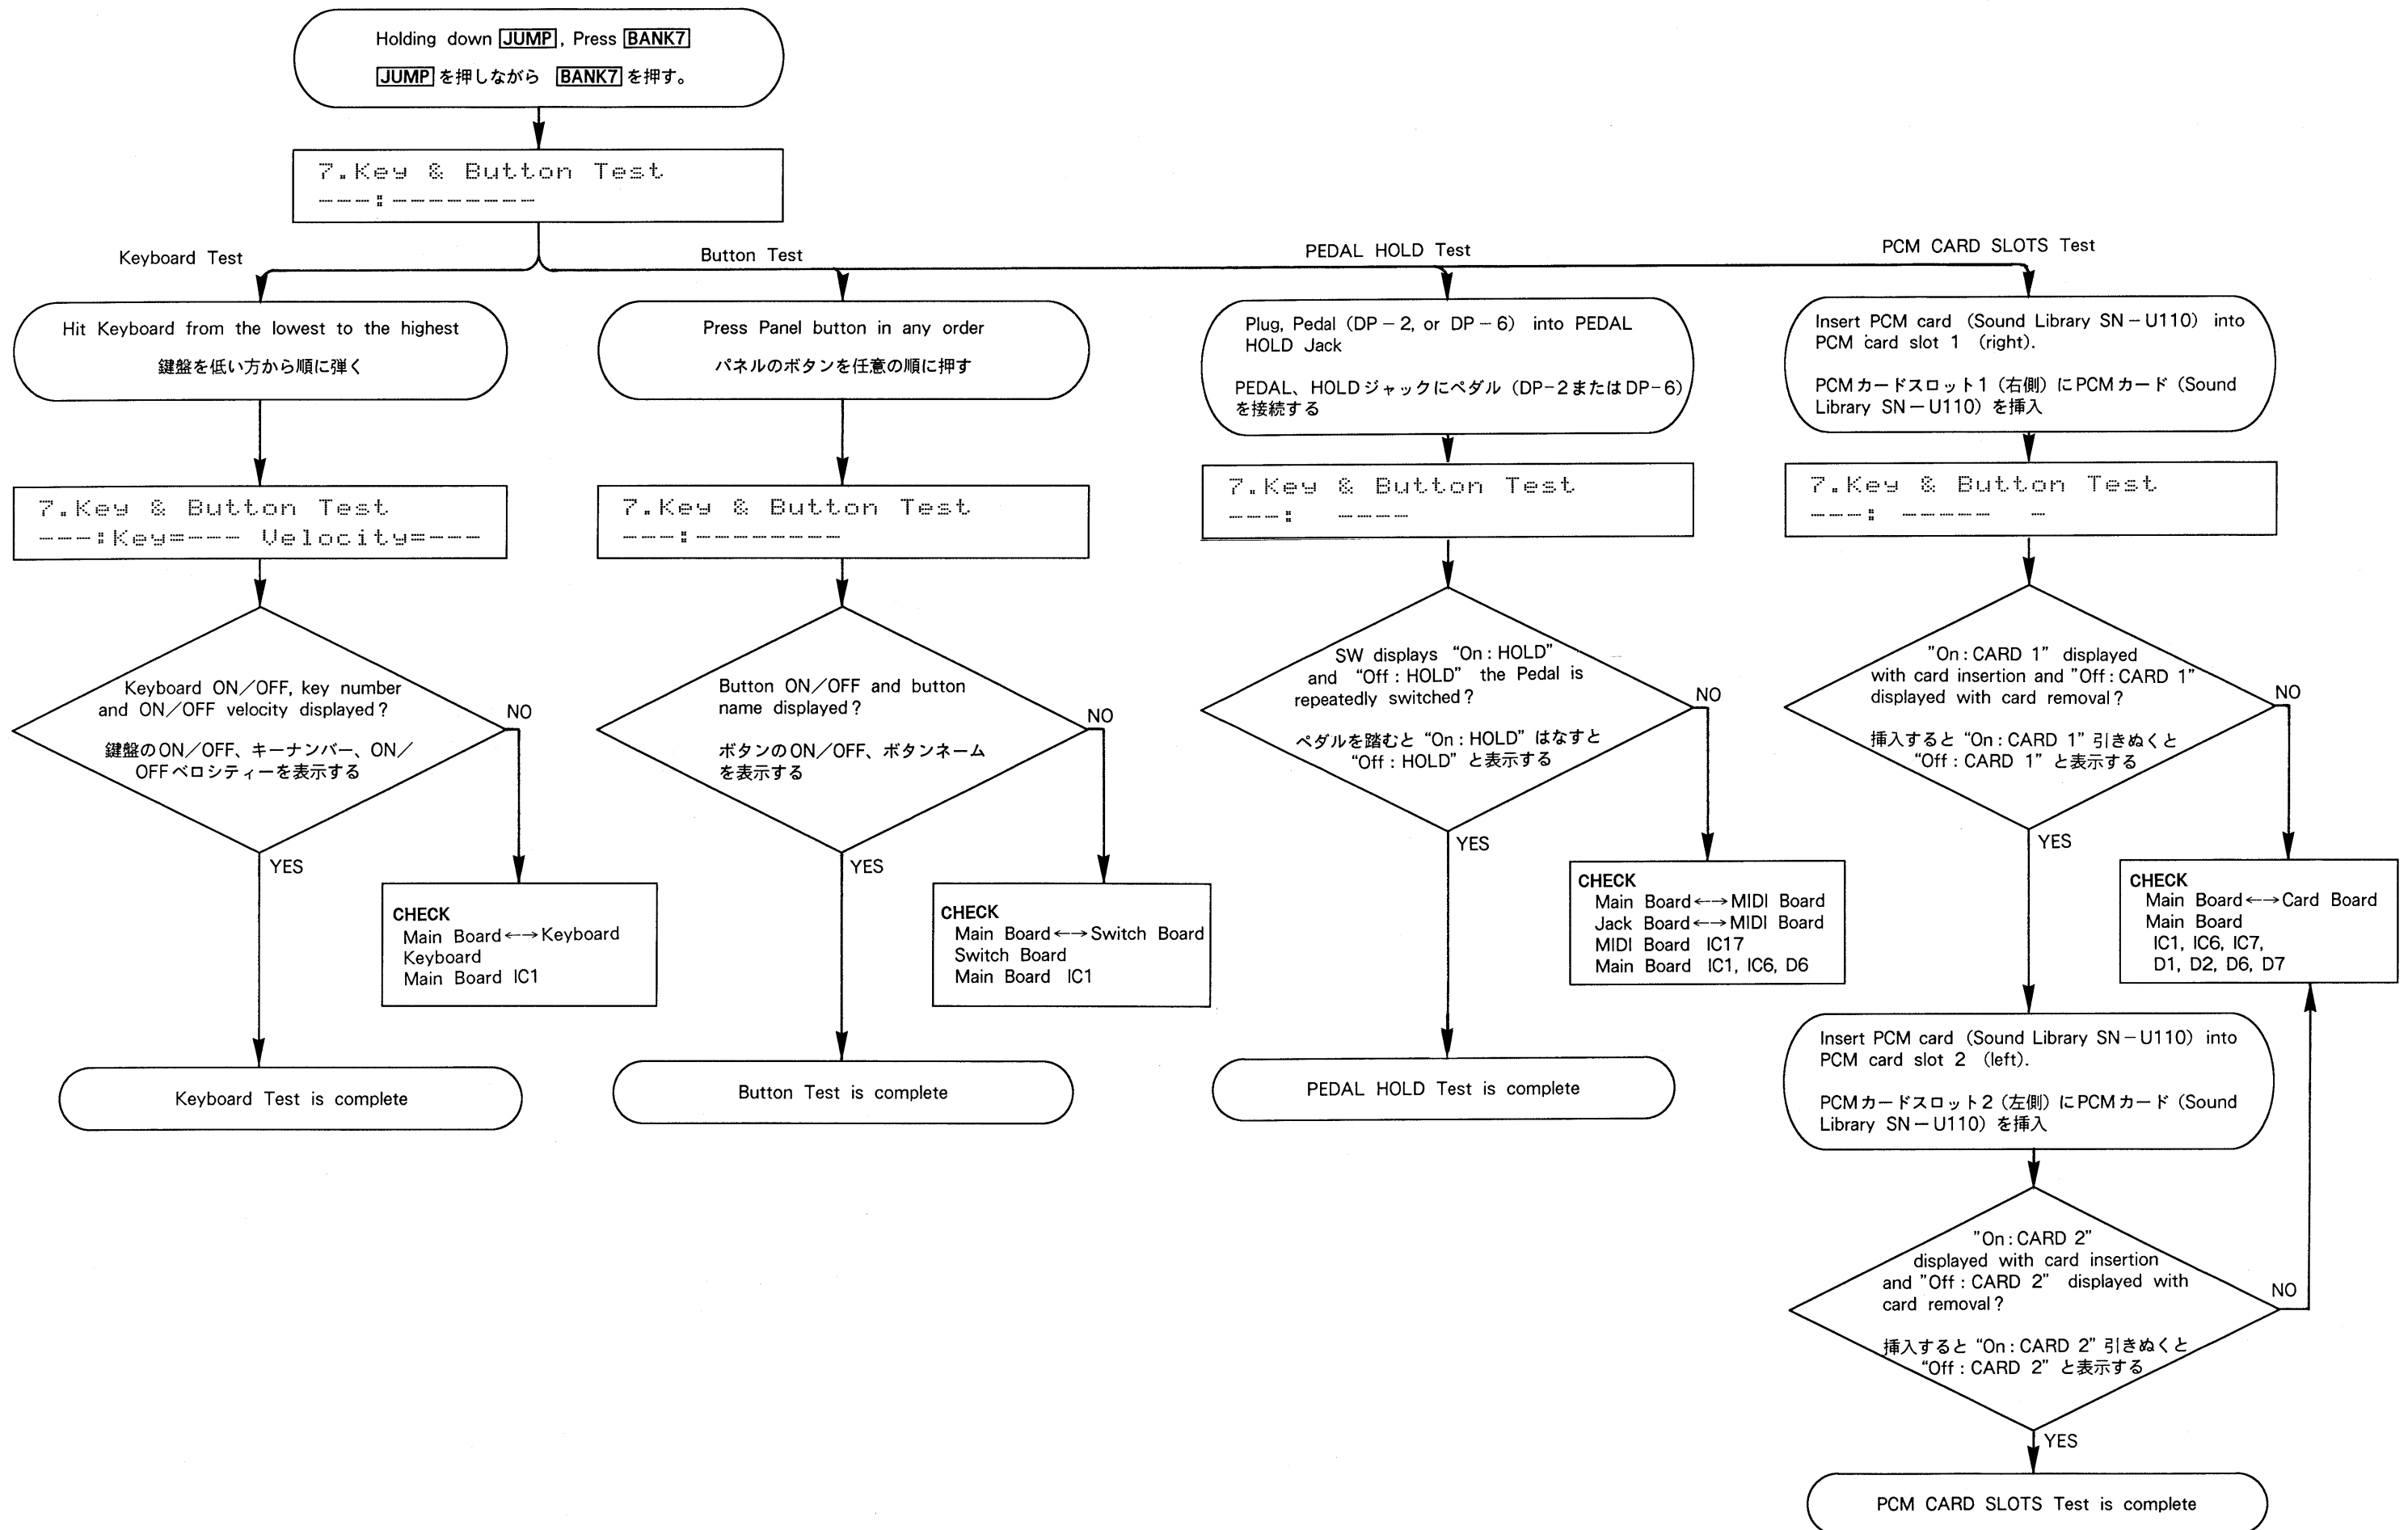 Holding down JUMP, Press BANK7
JUMPを押しながら BANK7を押す。
7.Key & Button Test
---:--------
Keyboard Test
Hit Keyboard from the lowest to the highest
鍵盤を低い方から順に弾く
7.Key & Button Test
---:Key=--- Velocity=---
Keyboard ON/OFF, key number
and ON/OFF velocity displayed?
鍵盤のON/OFF、キーナンバー、ON/
OFFベロシティーを表示する
NO
YES
CHECK
Main Board←→Keyboard
Keyboard
Main Board IC1
Keyboard Test is complete
Button Test
Press Panel button in any order
パネルのボタンを任意の順に押す
7.Key & Button Test
---:--------
Button ON/OFF and button
name displayed?
ボタンのON/OFF、ボタンネーム
を表示する
NO
YES
CHECK
Main Board←→Switch Board
Switch Board
Main Board IC1
Button Test is complete
PEDAL HOLD Test
Plug, Pedal (DP-2, or DP-6) into PEDAL
HOLD Jack
PEDAL、HOLDジャックにペダル(DP-2またはDP-6)
を接続する
7.Key & Button Test
---: ----
SW displays “On:HOLD”
and “Off:HOLD” the Pedal is
repeatedly switched?
ペダルを踏むと “On:HOLD” はなすと
“Off:HOLD” と表示する
NO
YES
CHECK
Main Board←→MIDI Board
Jack Board←→MIDI Board
MIDI Board IC17
Main Board IC1, IC6, D6
PEDAL HOLD Test is complete
PCM CARD SLOTS Test
Insert PCM card (Sound Library SN-U110) into
PCM card slot 1 (right).
PCMカードスロット1(右側)にPCMカード(Sound
Library SN-U110)を挿入
7.Key & Button Test
---: ----- -
”On:CARD 1” displayed
with card insertion and ”Off:CARD 1”
displayed with card removal?
挿入すると “On:CARD 1” 引きぬくと
“Off:CARD 1” と表示する
NO
YES
CHECK
Main Board←→Card Board
Main Board
IC1, IC6, IC7,
D1, D2, D6, D7
Insert PCM card (Sound Library SN-U110) into
PCM card slot 2 (left).
PCMカードスロット2(左側)にPCMカード(Sound
Library SN-U110)を挿入
”On:CARD 2”
displayed with card insertion
and ”Off:CARD 2” displayed with
card removal?
挿入すると “On:CARD 2” 引きぬくと
“Off:CARD 2” と表示する
NO
YES
PCM CARD SLOTS Test is complete